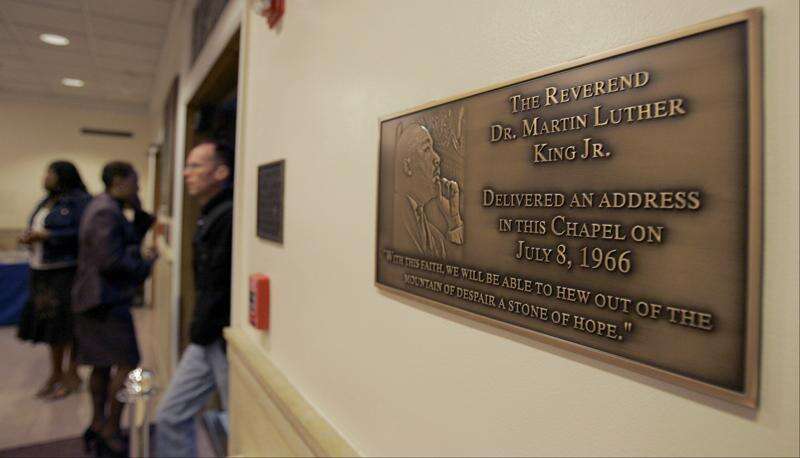 The Reverend
Dr. Martin Luther
King Jr.
Delivered an address
in this Chapel on
July 8, 1966
"With this faith, we will be able to hew out of the
mountain of despair a stone of hope."